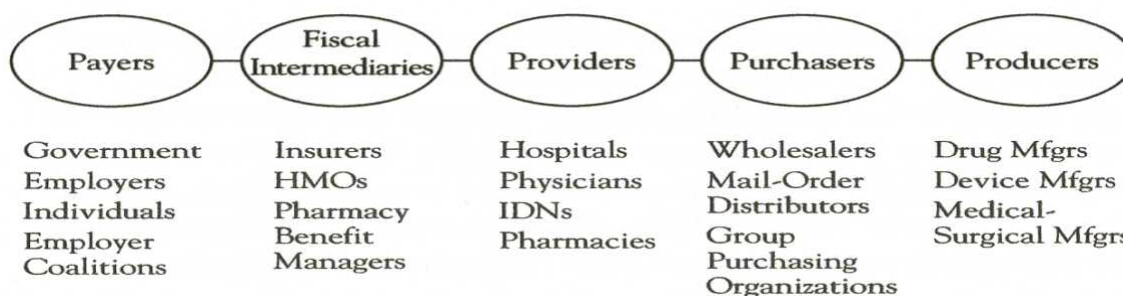 Payers
Fiscal
Intermediaries
Providers
Purchasers
Producers
Government
Employers
Individuals
Employer
Coalitions
Insurers
HMOs
Pharmacy
Benefit
Managers
Hospitals
Physicians
IDNs
Pharmacies
Wholesalers
Mail-Order
Distributors
Group
Purchasing
Organizations
Drug Mfgrs
Device Mfgrs
Medical-
Surgical Mfgrs